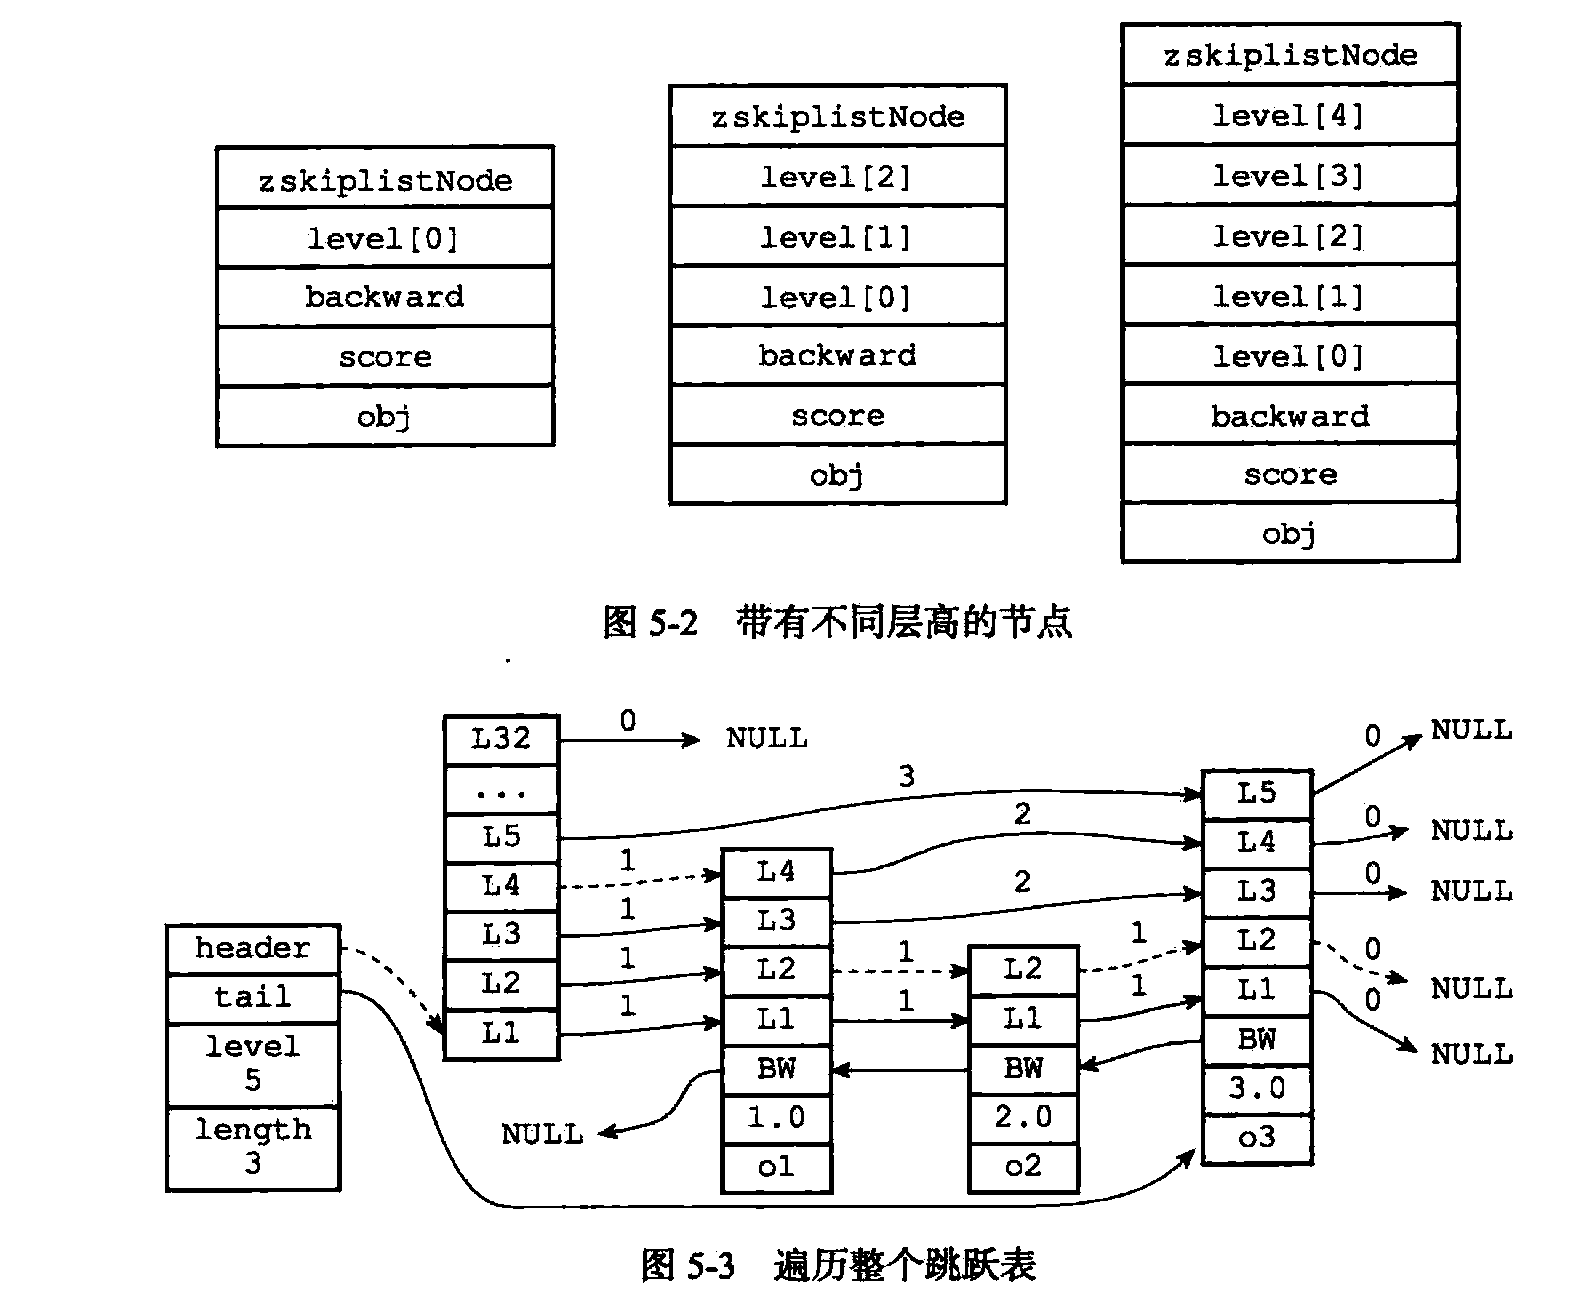 zskiplistNode
level[0]
backward
score
obj
zskiplistNode
level[2]
level[1]
level[0]
backward
score
obj
zskiplistNode
level[4]
level[3]
level[2]
level[1]
level[0]
backward
score
obj
图 5-2 带有不同层高的节点
header
tail
level
5
length
3
L32
...
L5
L4
L3
L2
L1
0
NULL
3
1
1
1
1
L4
L3
L2
L1
BW
1.0
o1
NULL
2
2
1
1
L2
L1
BW
2.0
o2
1
1
L5
L4
L3
L2
L1
BW
3.0
o3
0
NULL
0
NULL
0
NULL
0
NULL
0
NULL
图 5-3 遍历整个跳跃表